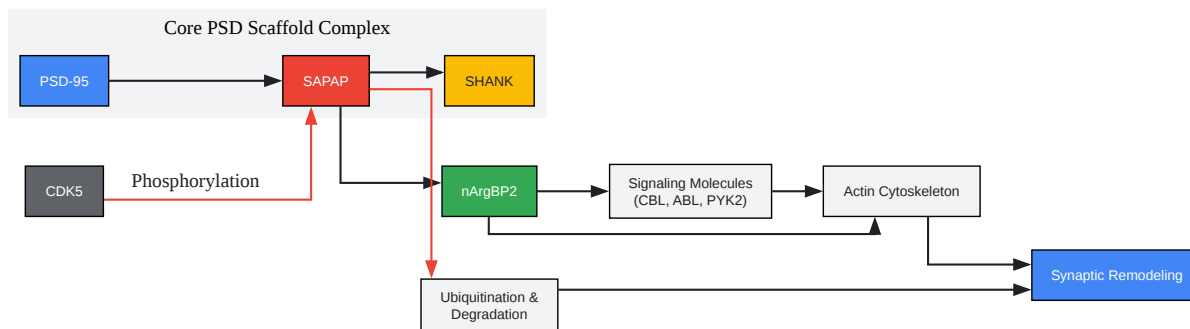 Core PSD Scaffold Complex
PSD-95
SAPAP
SHANK
CDK5
Phosphorylation
nArgBP2
Signaling Molecules
(CBL, ABL, PYK2)
Actin Cytoskeleton
Synaptic Remodeling
Ubiquitination &
Degradation